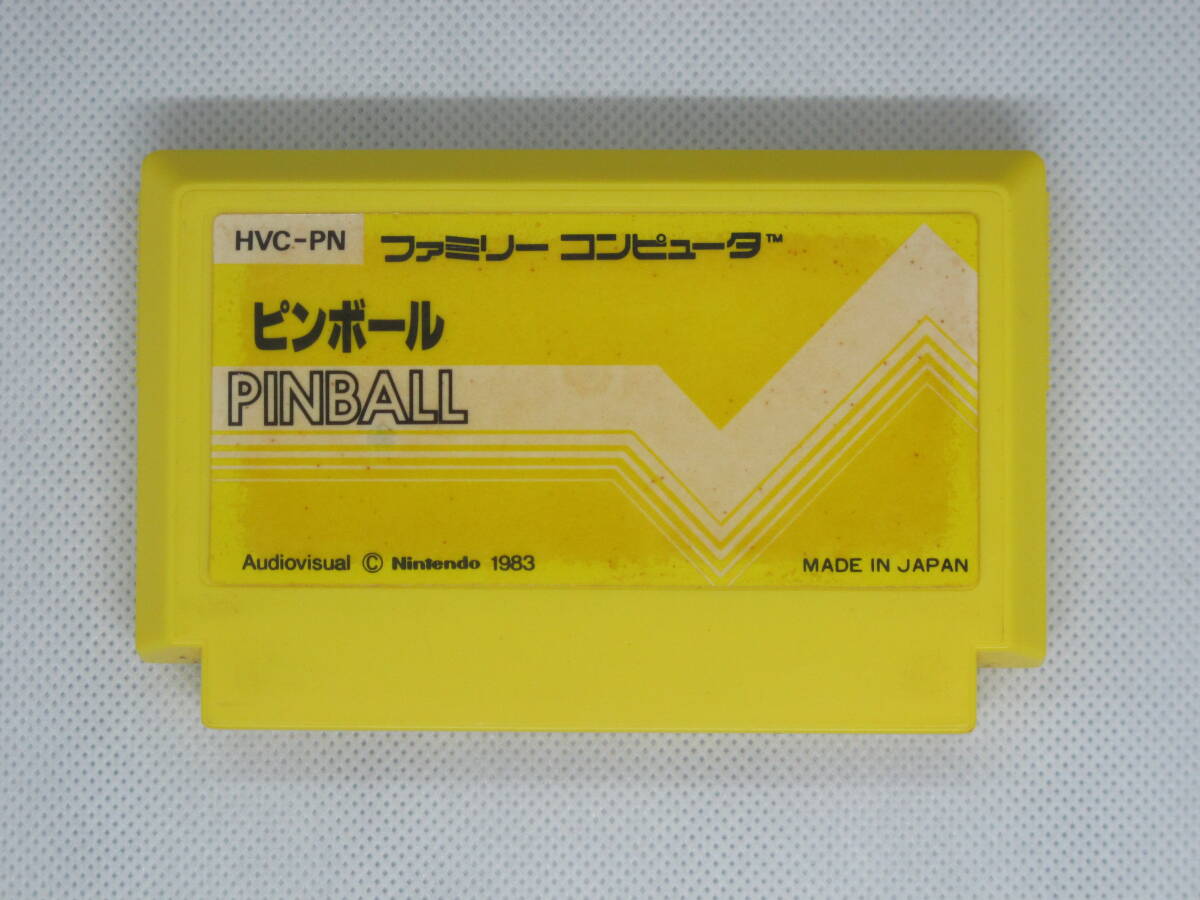 HVC-PN
ファミリー コンピュータ™
ピンボール
PINBALL
Audiovisual © Nintendo 1983
MADE IN JAPAN